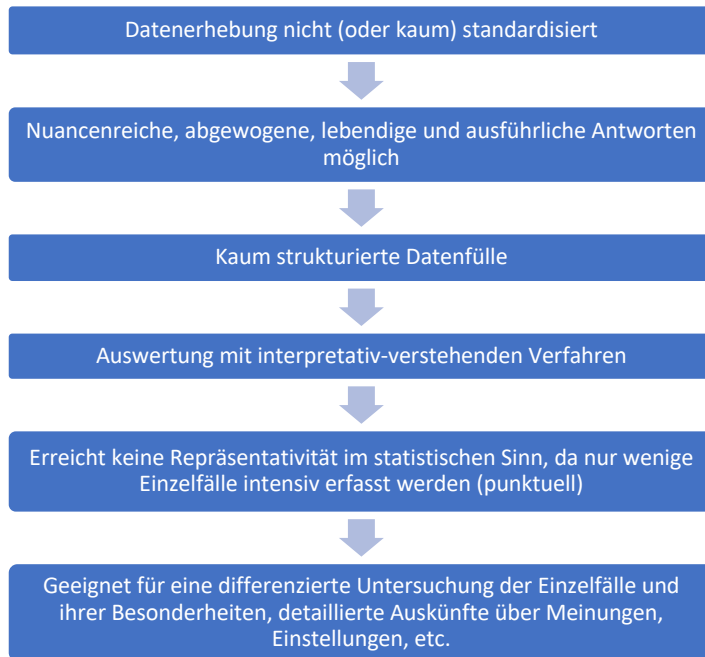 Datenerhebung nicht (oder kaum) standardisiert
Nuancenreiche, abgewogene, lebendige und ausführliche Antworten
möglich
Kaum strukturierte Datenfülle
Auswertung mit interpretativ-verstehenden Verfahren
Erreicht keine Repräsentativität im statistischen Sinn, da nur wenige
Einzelfälle intensiv erfasst werden (punktuell)
Geeignet für eine differenzierte Untersuchung der Einzelfälle und
ihrer Besonderheiten, detaillierte Auskünfte über Meinungen,
Einstellungen, etc.